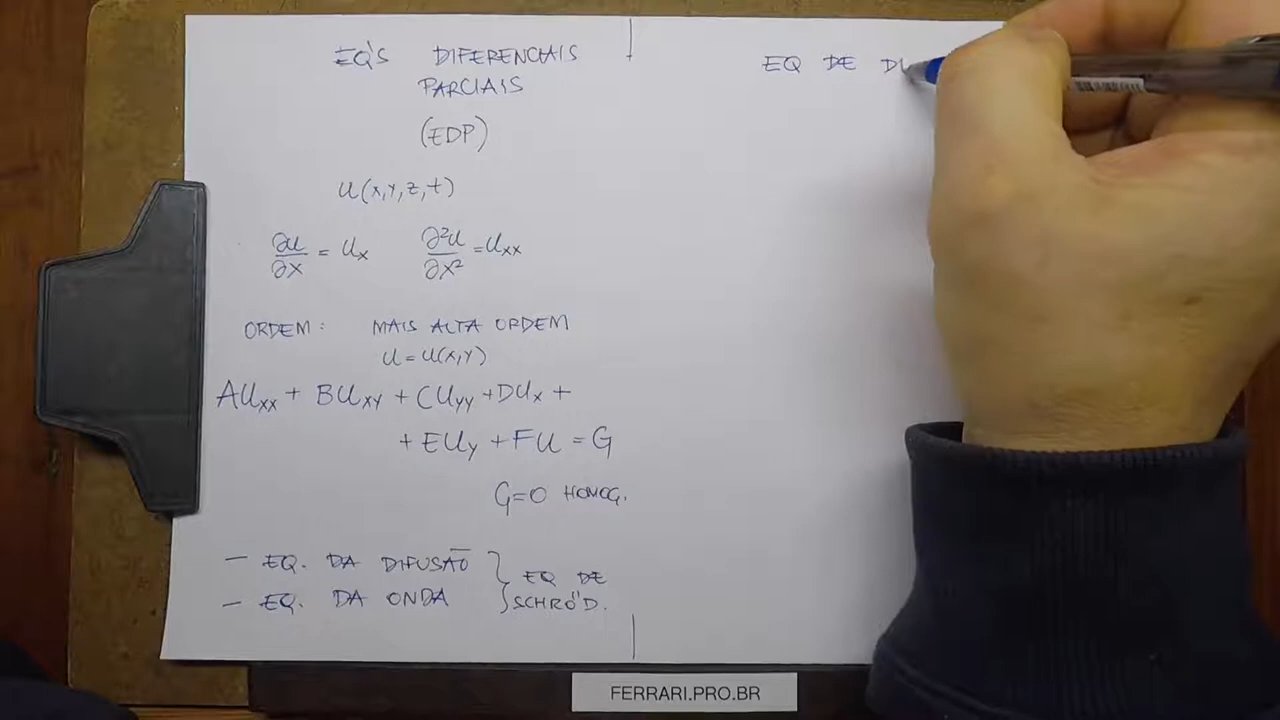 EQ'S DIFERENCIAIS
PARCIAIS
(EDP)
U(x,y,z,t)
∂U/∂x = Ux ∂²U/∂x² = Uxx
ORDEM: MAIS ALTA ORDEM
U = U(x,y)
AUxx + BUxy + CUyy + DUx +
+ EUy + FU = G
G=0 HOMOG.
— EQ. DA DIFUSÃO
— EQ. DA ONDA
EQ DE
SCHRÖD.
EQ DE DI
FERRARI.PRO.BR